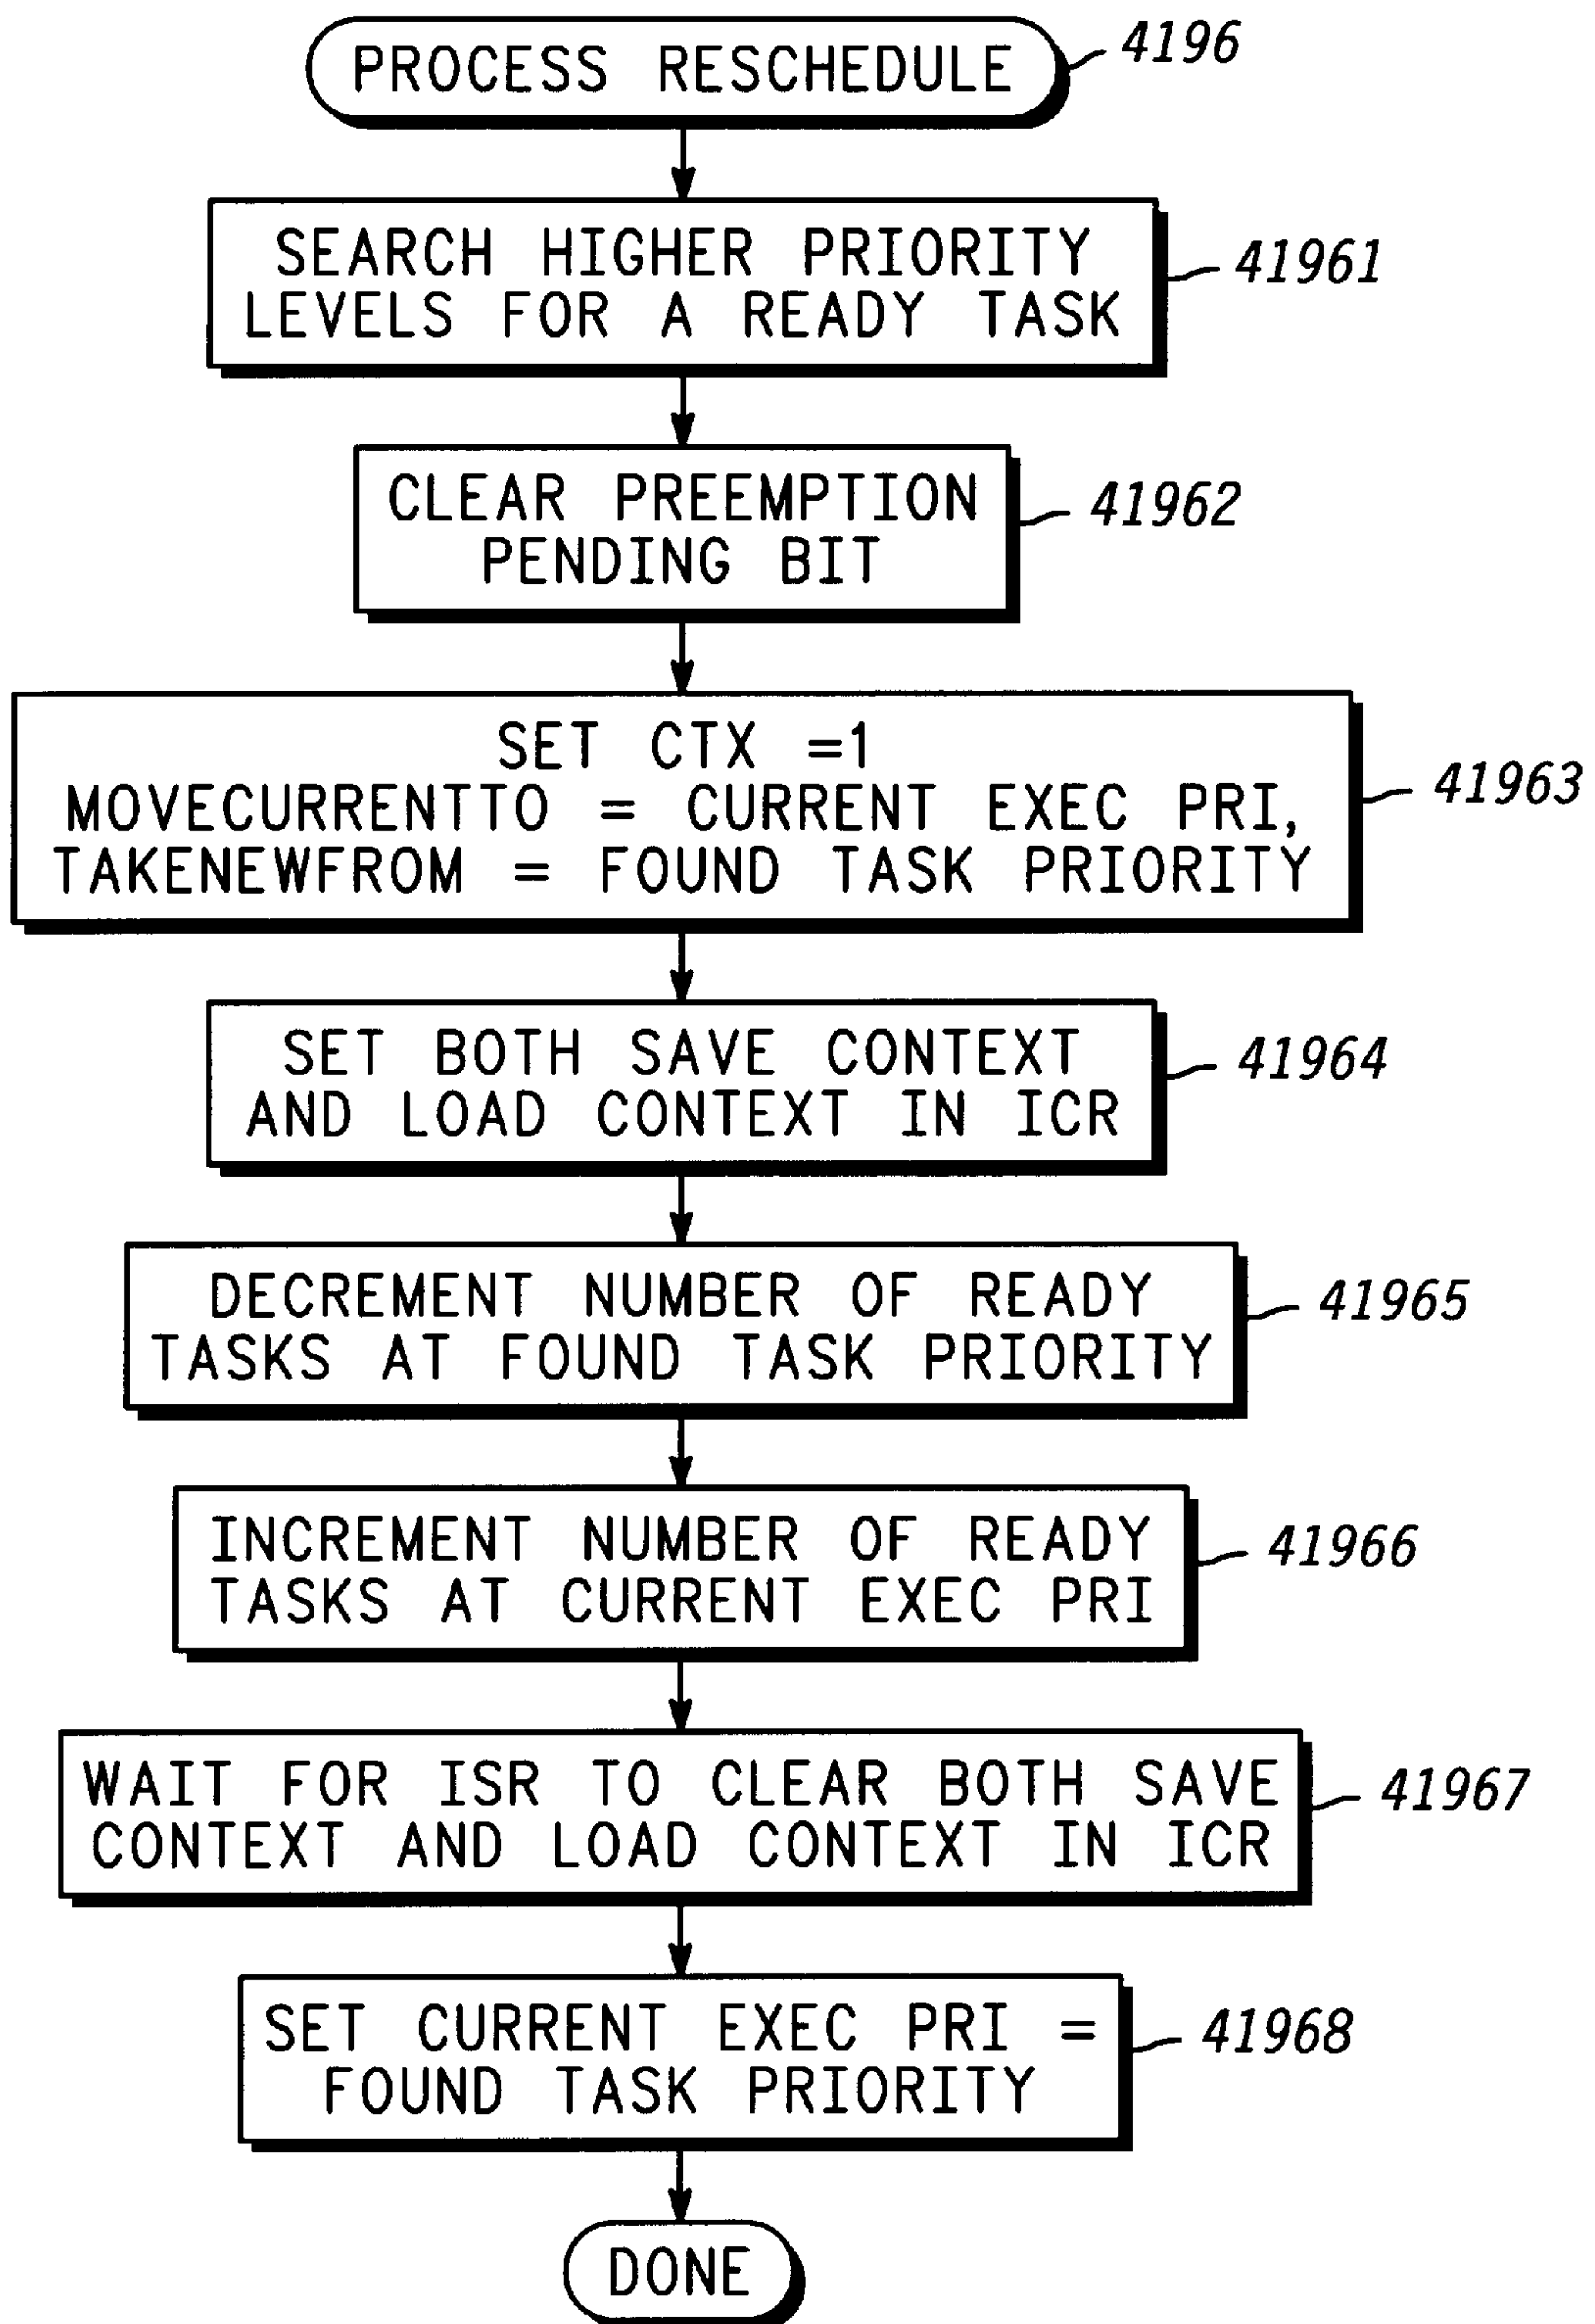 PROCESS RESCHEDULE
4196
SEARCH HIGHER PRIORITY
LEVELS FOR A READY TASK
41961
CLEAR PREEMPTION
PENDING BIT
41962
SET CTX =1
MOVECURRENTTO = CURRENT EXEC PRI,
TAKENEWFROM = FOUND TASK PRIORITY
41963
SET BOTH SAVE CONTEXT
AND LOAD CONTEXT IN ICR
41964
DECREMENT NUMBER OF READY
TASKS AT FOUND TASK PRIORITY
41965
INCREMENT NUMBER OF READY
TASKS AT CURRENT EXEC PRI
41966
WAIT FOR ISR TO CLEAR BOTH SAVE
CONTEXT AND LOAD CONTEXT IN ICR
41967
SET CURRENT EXEC PRI =
FOUND TASK PRIORITY
41968
DONE